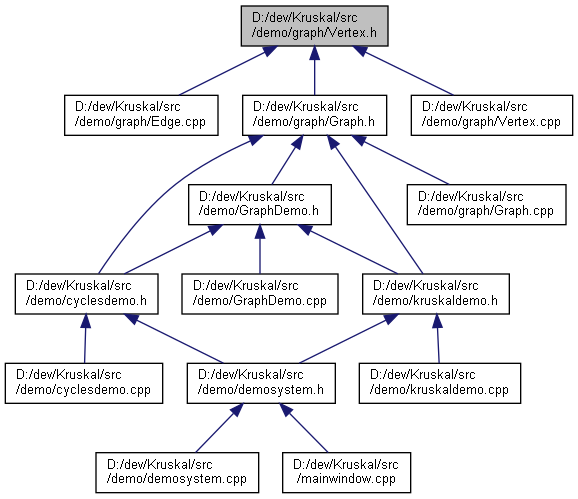 D:/dev/Kruskal/src
/demo/graph/Vertex.h
D:/dev/Kruskal/src
/demo/graph/Edge.cpp
D:/dev/Kruskal/src
/demo/graph/Graph.h
D:/dev/Kruskal/src
/demo/graph/Vertex.cpp
D:/dev/Kruskal/src
/demo/GraphDemo.h
D:/dev/Kruskal/src
/demo/graph/Graph.cpp
D:/dev/Kruskal/src
/demo/cyclesdemo.h
D:/dev/Kruskal/src
/demo/GraphDemo.cpp
D:/dev/Kruskal/src
/demo/kruskaldemo.h
D:/dev/Kruskal/src
/demo/cyclesdemo.cpp
D:/dev/Kruskal/src
/demo/demosystem.h
D:/dev/Kruskal/src
/demo/kruskaldemo.cpp
D:/dev/Kruskal/src
/demo/demosystem.cpp
D:/dev/Kruskal/src
/mainwindow.cpp